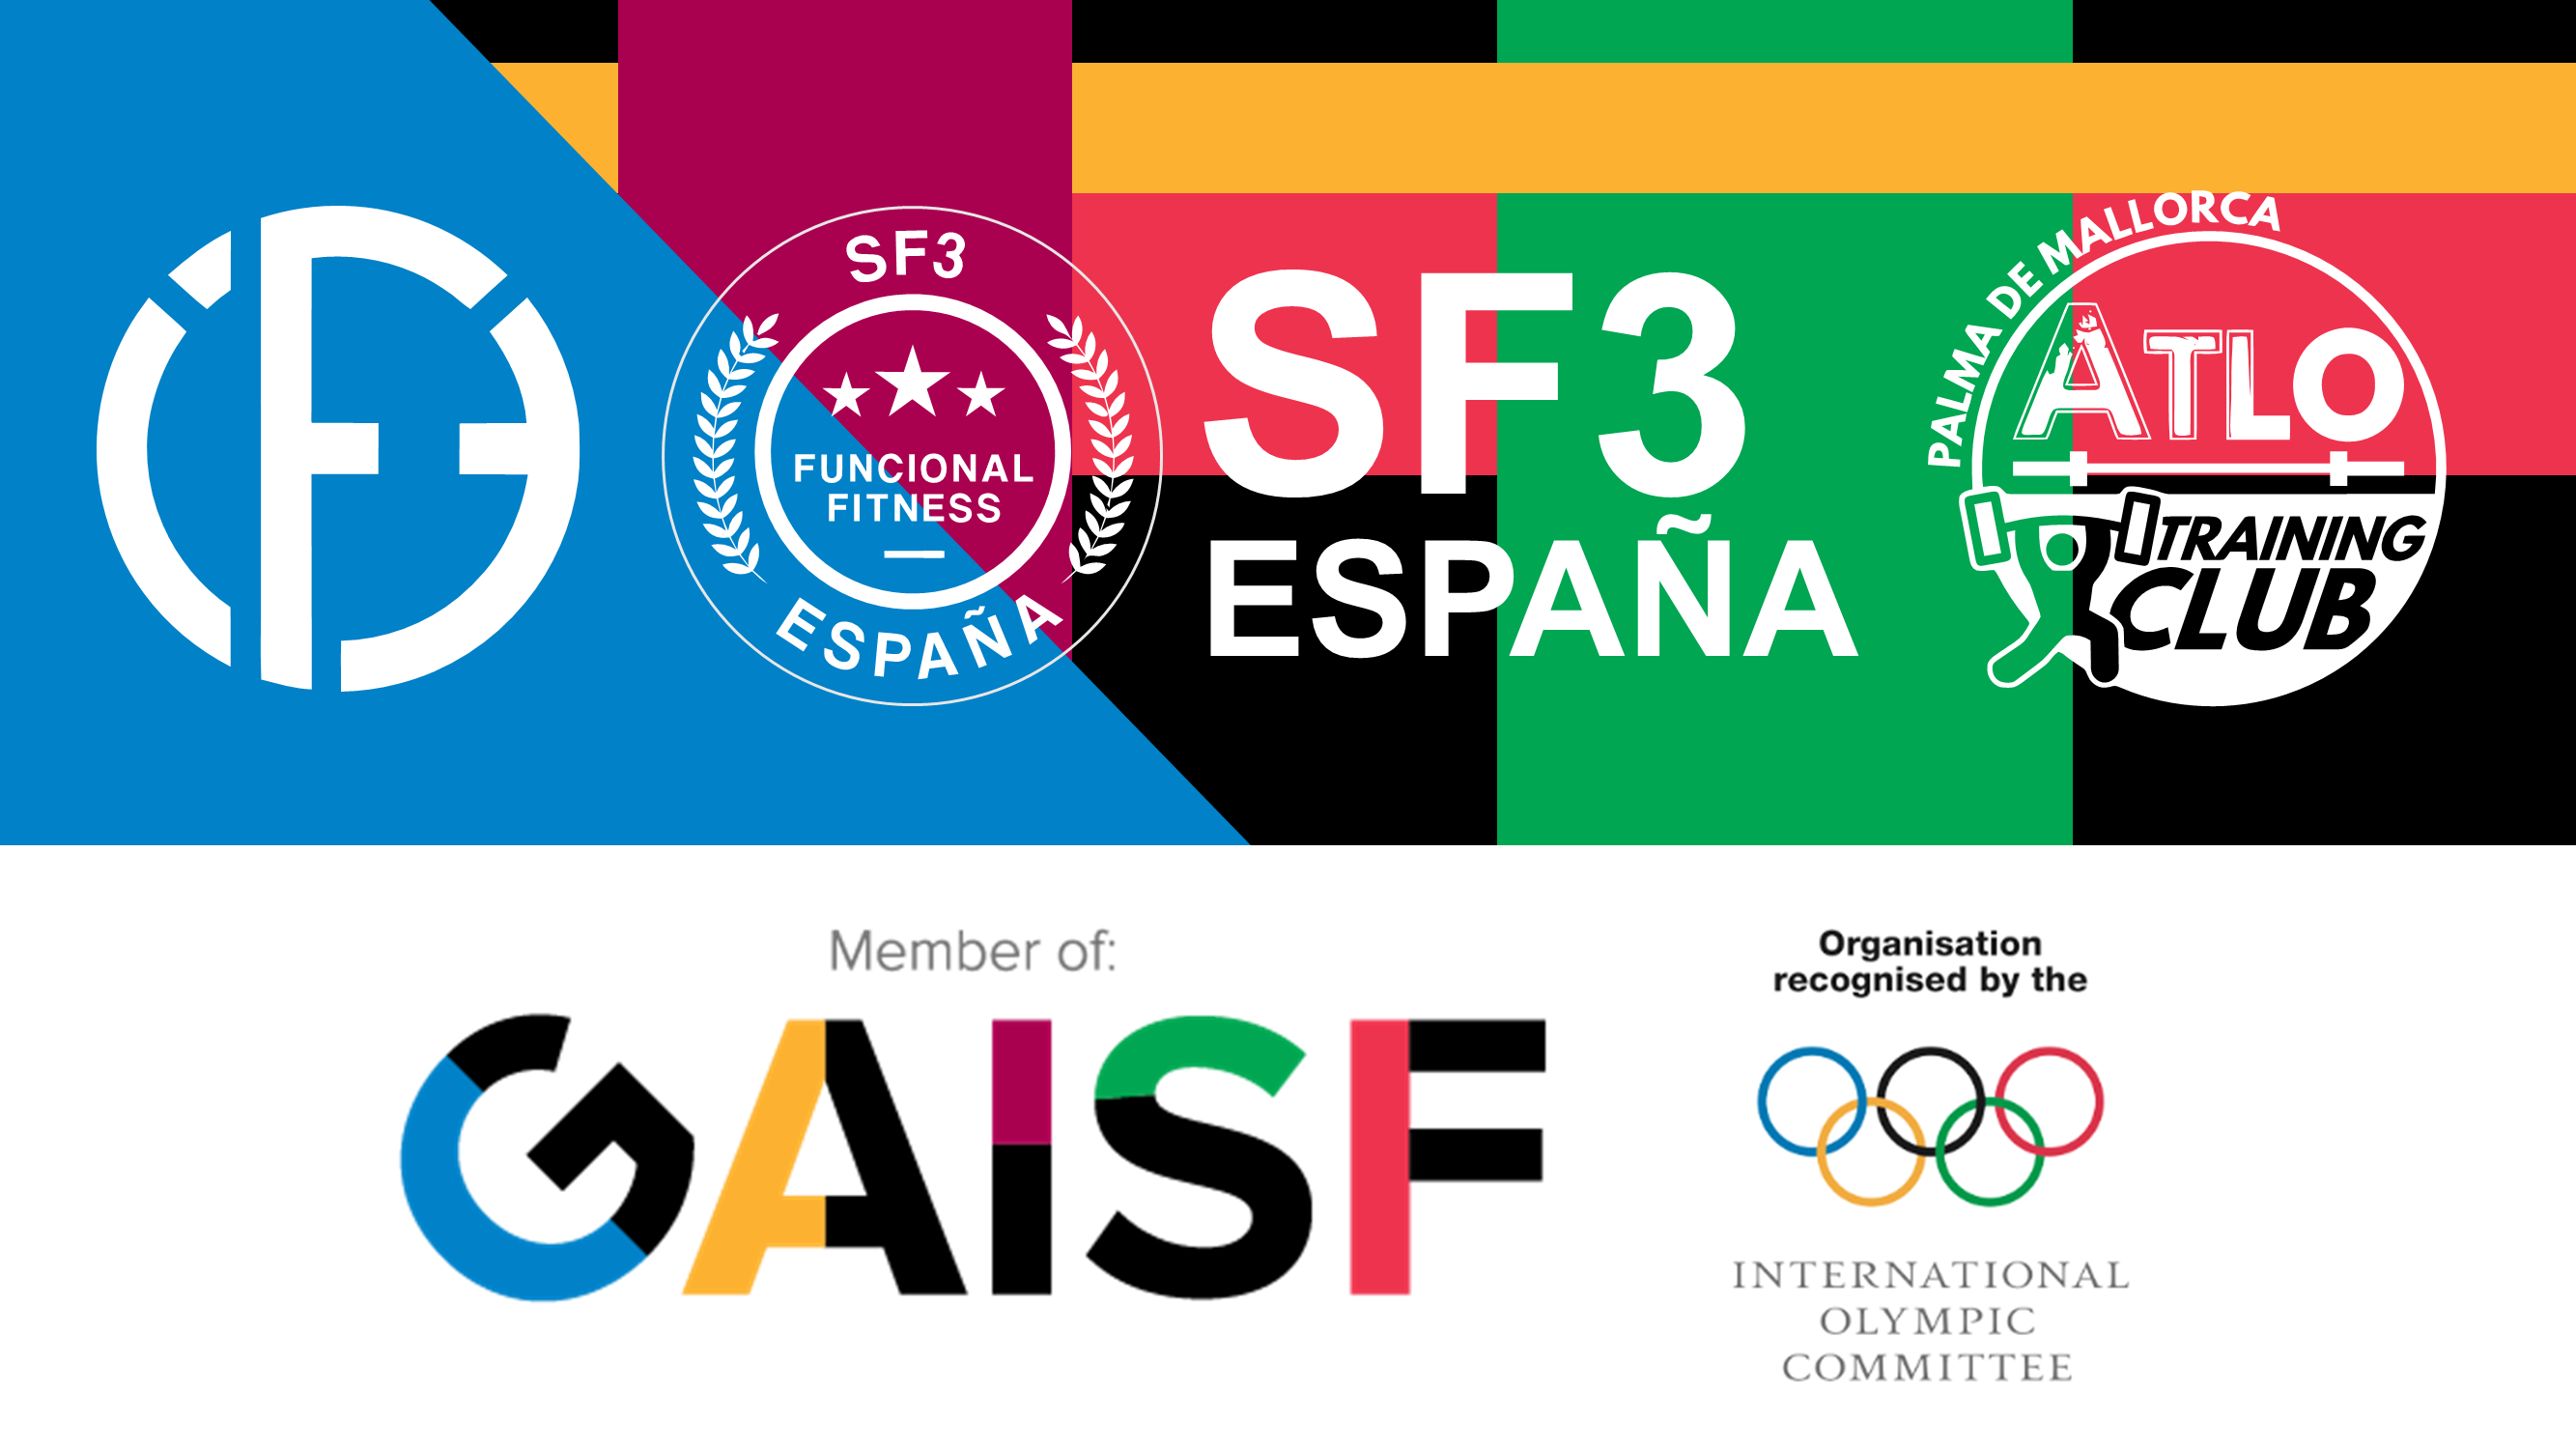 SF3
FUNCIONAL
FITNESS
ESPAÑA
SF3
ESPAÑA
PALMA DE MALLORCA
ATLO
TRAINING
CLUB
Member of:
GAISF
Organisation
recognised by the
INTERNATIONAL
OLYMPIC
COMMITTEE